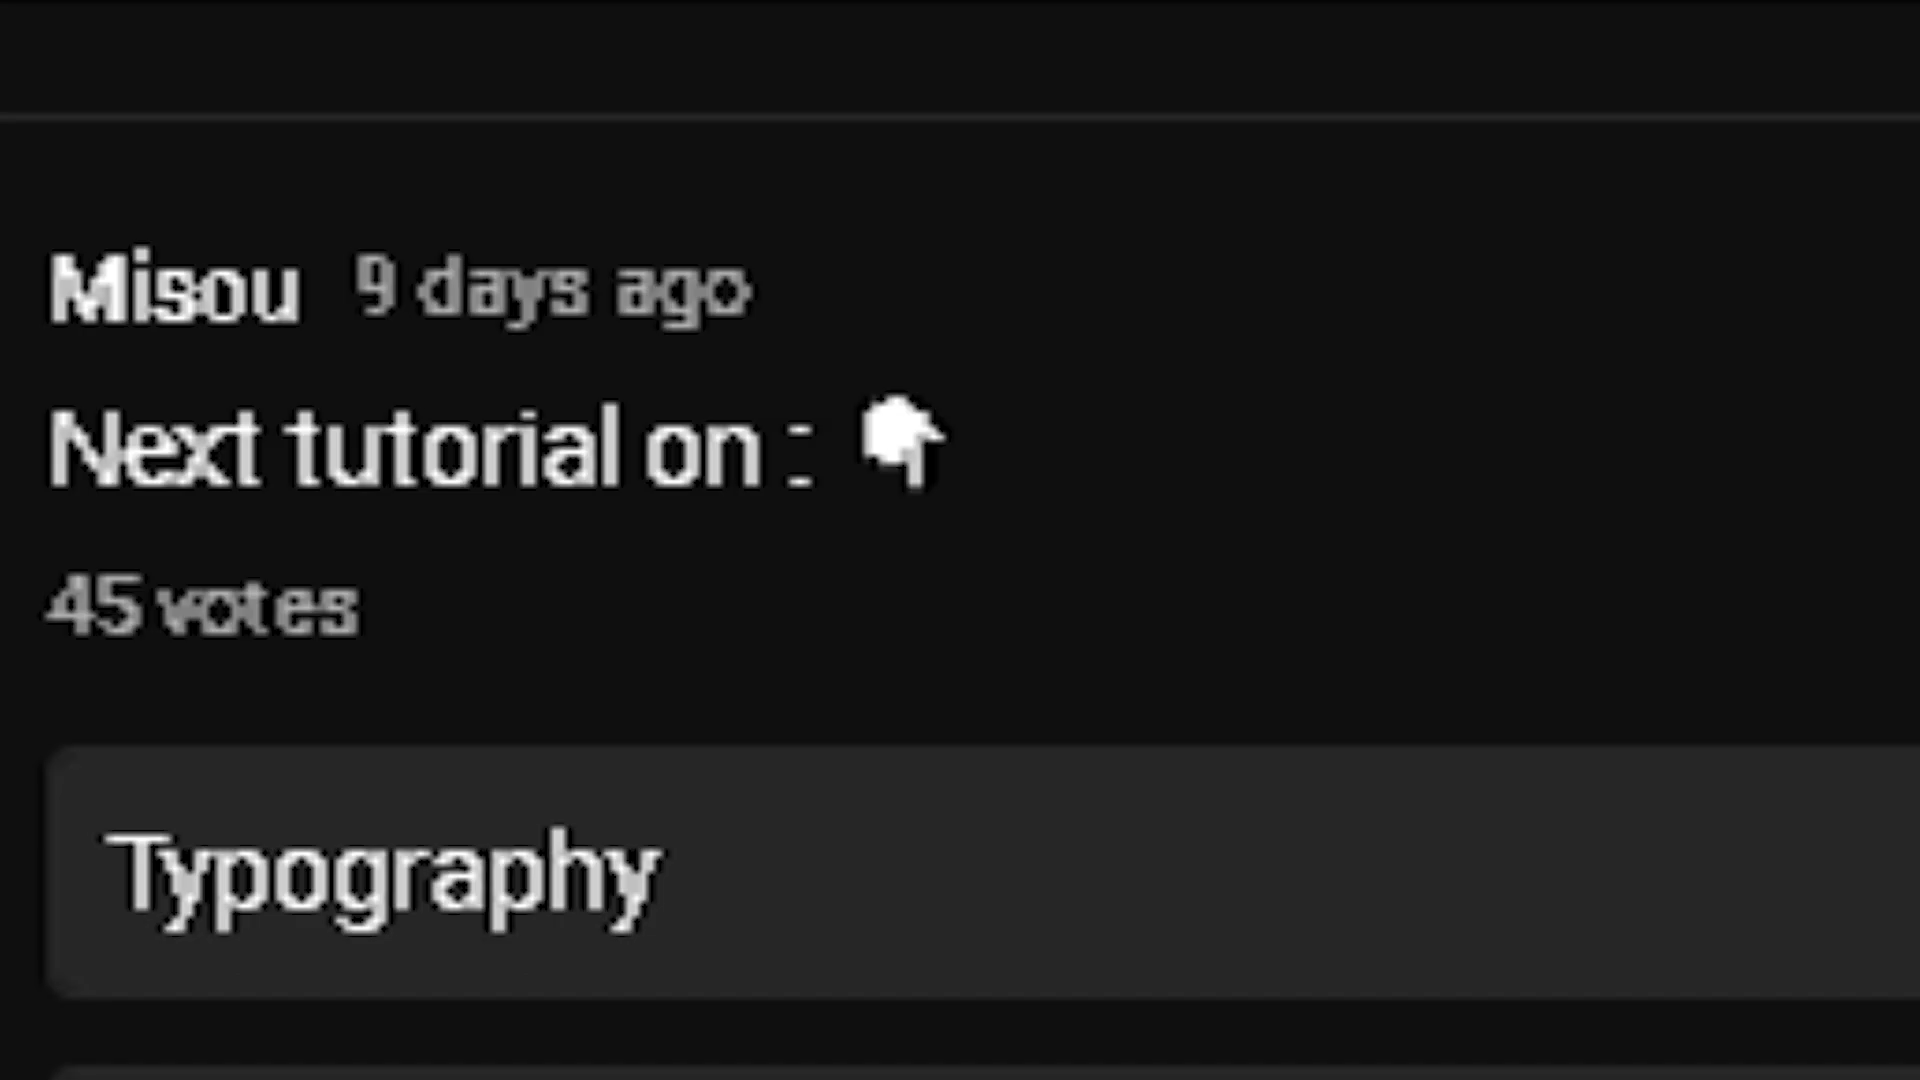 Misou 9 days ago
Next tutorial on : 👇
45 votes
Typography